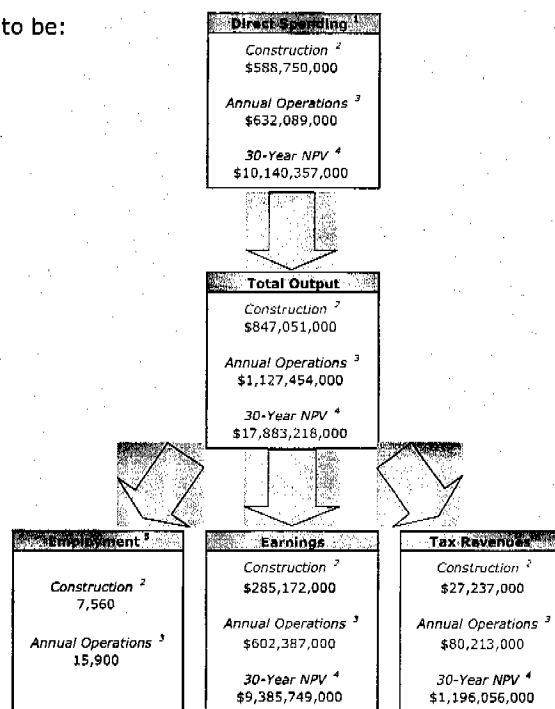 to be:
Direct Spending 1
Construction 2
$588,750,000
Annual Operations 3
$632,089,000
30-Year NPV 4
$10,140,357,000
Total Output
Construction 2
$847,051,000
Annual Operations 3
$1,127,454,000
30-Year NPV 4
$17,883,218,000
Employment 5
Construction 2
7,560
Annual Operations 3
15,900
Earnings
Construction 2
$285,172,000
Annual Operations 3
$602,387,000
30-Year NPV 4
$9,385,749,000
Tax Revenues
Construction 2
$27,237,000
Annual Operations 3
$80,213,000
30-Year NPV 4
$1,196,056,000